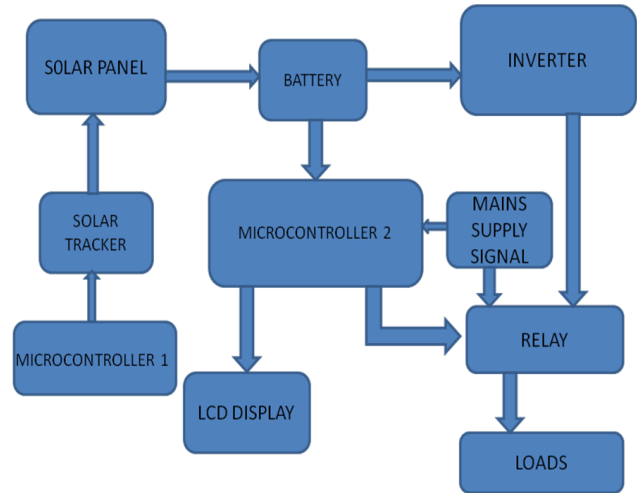 SOLAR PANEL
BATTERY
INVERTER
SOLAR
TRACKER
MICROCONTROLLER 2
MAINS
SUPPLY
SIGNAL
MICROCONTROLLER 1
RELAY
LCD DISPLAY
LOADS